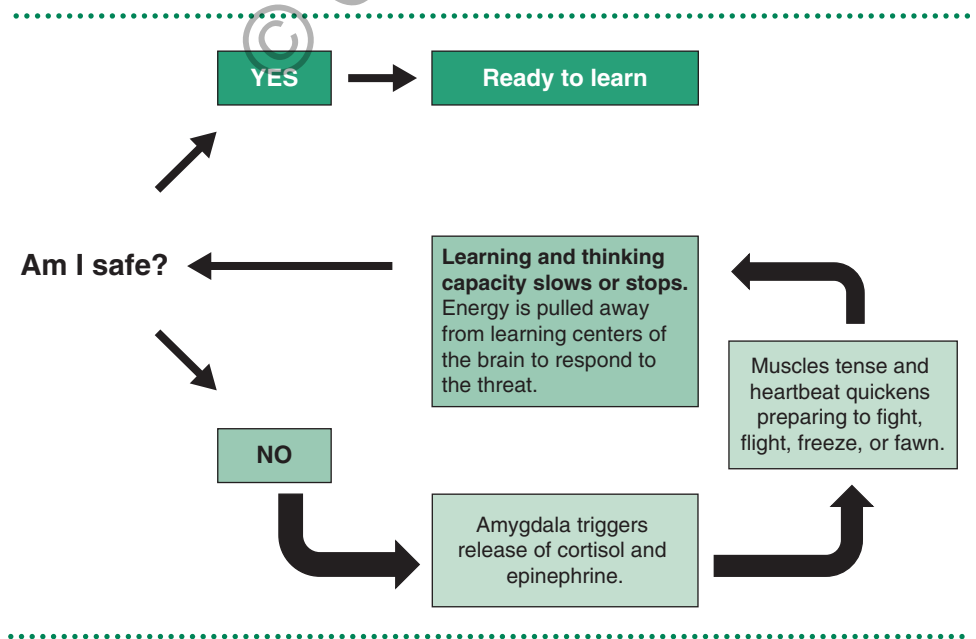 ©
YES
Ready to learn
Am I safe?
Learning and thinking
capacity slows or stops.
Energy is pulled away
from learning centers of
the brain to respond to
the threat.
Muscles tense and
heartbeat quickens
preparing to fight,
flight, freeze, or fawn.
NO
Amygdala triggers
release of cortisol and
epinephrine.